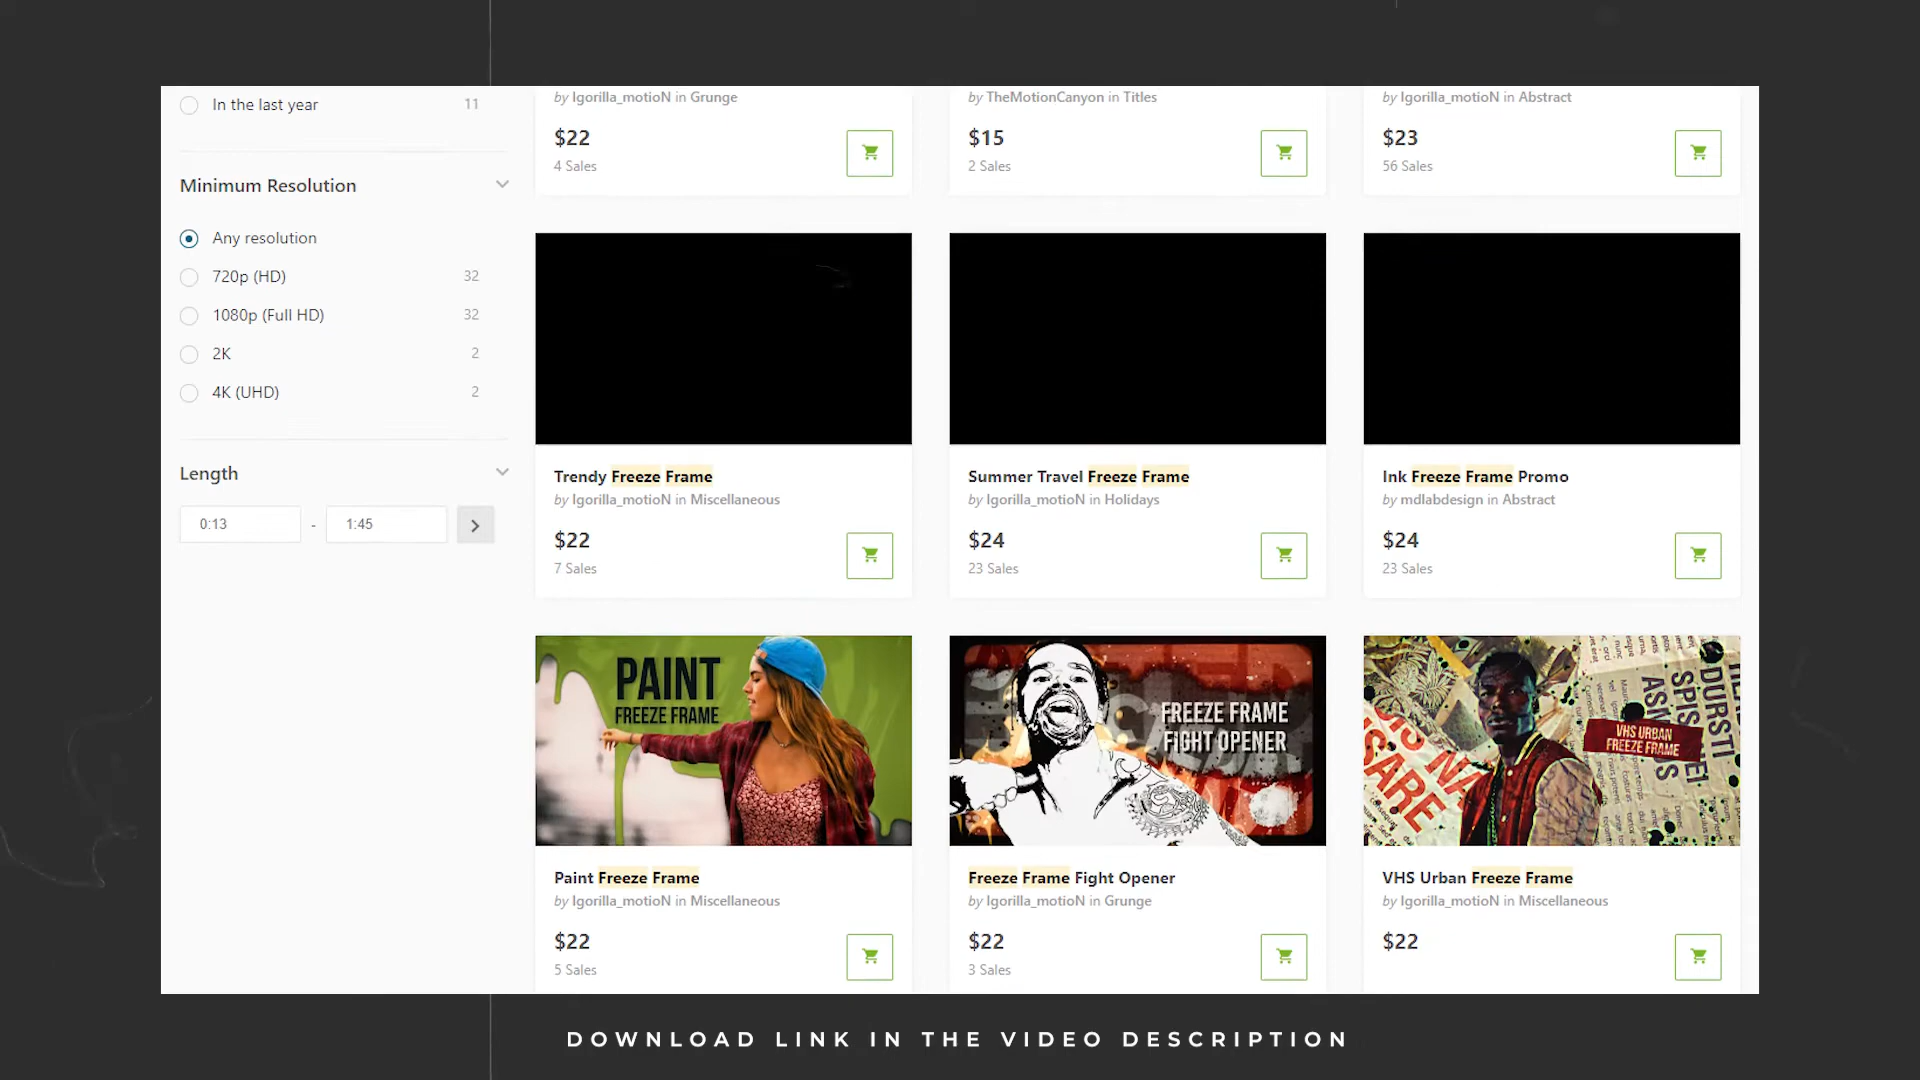 In the last year 11
Minimum Resolution
Any resolution
720p (HD) 32
1080p (Full HD) 32
2K 2
4K (UHD) 2
Length
0:13 - 1:45
by Igorilla_motioN in Grunge
$22
4 Sales
by TheMotionCanyon in Titles
$15
2 Sales
by Igorilla_motioN in Abstract
$23
56 Sales
Trendy Freeze Frame
by Igorilla_motioN in Miscellaneous
$22
7 Sales
Summer Travel Freeze Frame
by Igorilla_motioN in Holidays
$24
23 Sales
Ink Freeze Frame Promo
by mdlabdesign in Abstract
$24
23 Sales
PAINT
FREEZE FRAME
Paint Freeze Frame
by Igorilla_motioN in Miscellaneous
$22
5 Sales
FREEZE FRAME
FIGHT OPENER
Freeze Frame Fight Opener
by Igorilla_motioN in Grunge
$22
3 Sales
VHS URBAN
FREEZE FRAME
VHS Urban Freeze Frame
by Igorilla_motioN in Miscellaneous
$22
DOWNLOAD LINK IN THE VIDEO DESCRIPTION